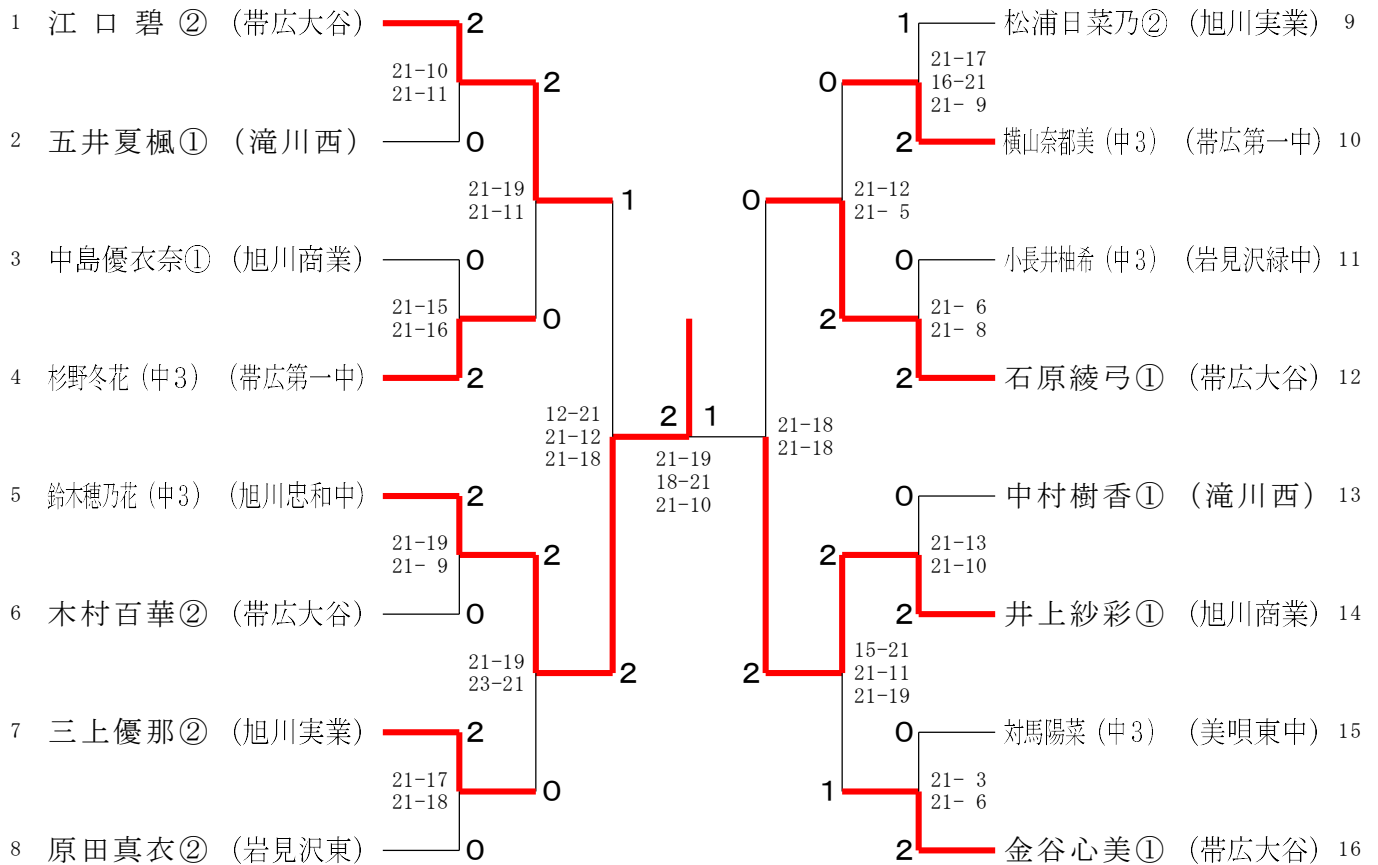 1 江口碧② (帯広大谷) 2
1 松浦日菜乃② (旭川実業) 9
21-10
21-11
2
0
21-17
16-21
21- 9
2 五井夏楓① (滝川西) 0
2 横山奈都美(中3) (帯広第一中) 10
21-19
21-11
1
0
21-12
21- 5
3 中島優衣奈① (旭川商業) 0
0 小長井柚希(中3) (岩見沢緑中) 11
21-15
21-16
0
2
21- 6
21- 8
4 杉野冬花(中3) (帯広第一中) 2
2 石原綾弓① (帯広大谷) 12
12-21
21-12
21-18
2 1
21-19
18-21
21-10
21-18
21-18
5 鈴木穂乃花(中3) (旭川忠和中) 2
0 中村樹香① (滝川西) 13
21-19
21- 9
2
2
21-13
21-10
6 木村百華② (帯広大谷) 0
2 井上紗彩① (旭川商業) 14
21-19
23-21
2
2
15-21
21-11
21-19
7 三上優那② (旭川実業) 2
0 対馬陽菜(中3) (美唄東中) 15
21-17
21-18
0
1
21- 3
21- 6
8 原田真衣② (岩見沢東) 0
2 金谷心美① (帯広大谷) 16